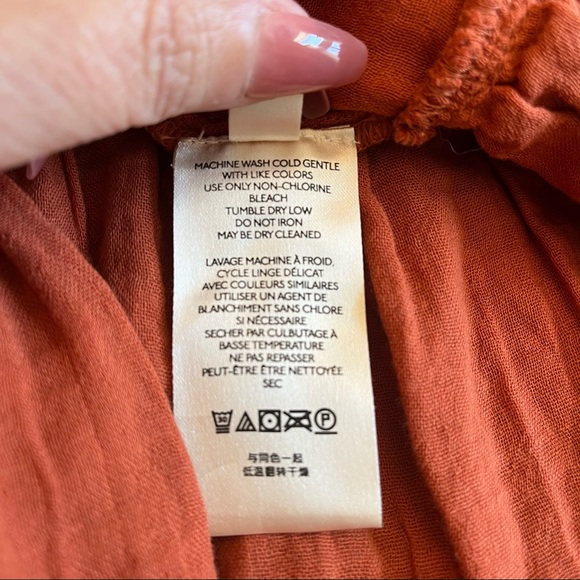 MACHINE WASH COLD GENTLE
WITH LIKE COLORS
USE ONLY NON-CHLORINE
BLEACH
TUMBLE DRY LOW
DO NOT IRON
MAY BE DRY CLEANED
LAVAGE MACHINE À FROID,
CYCLE LINGE DÉLICAT
AVEC COULEURS SIMILAIRES
UTILISER UN AGENT DE
BLANCHIMENT SANS CHLORE
SI NÉCESSAIRE
SECHER PAR CULBUTAGE À
BASSE TEMPERATURE
NE PAS REPASSER
PEUT-ÊTRE ÊTRE NETTOYÉE
SEC
30 P
与同色一起
低温翻转干燥